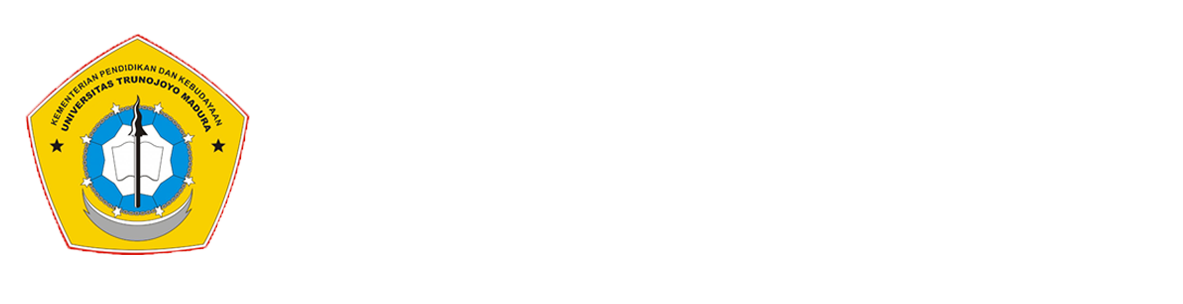 KEMENTERIAN PENDIDIKAN DAN KEBUDAYAAN
UNIVERSITAS TRUNOJOYO MADURA